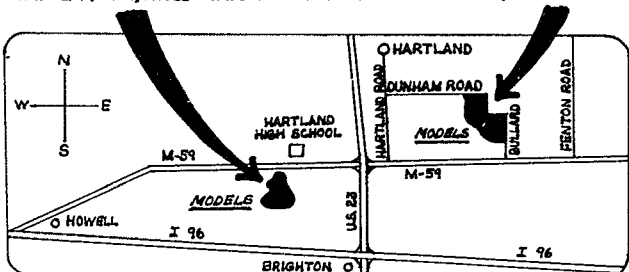 HARTLAND
N
DUNHAM ROAD
W E
HARTLAND
HIGH SCHOOL
HARTLAND ROAD
MODELS
BULLARD
FENTON ROAD
S
M-59
M-59
MODELS
U.S. 23
HOWELL
I 96
I 96
BRIGHTON